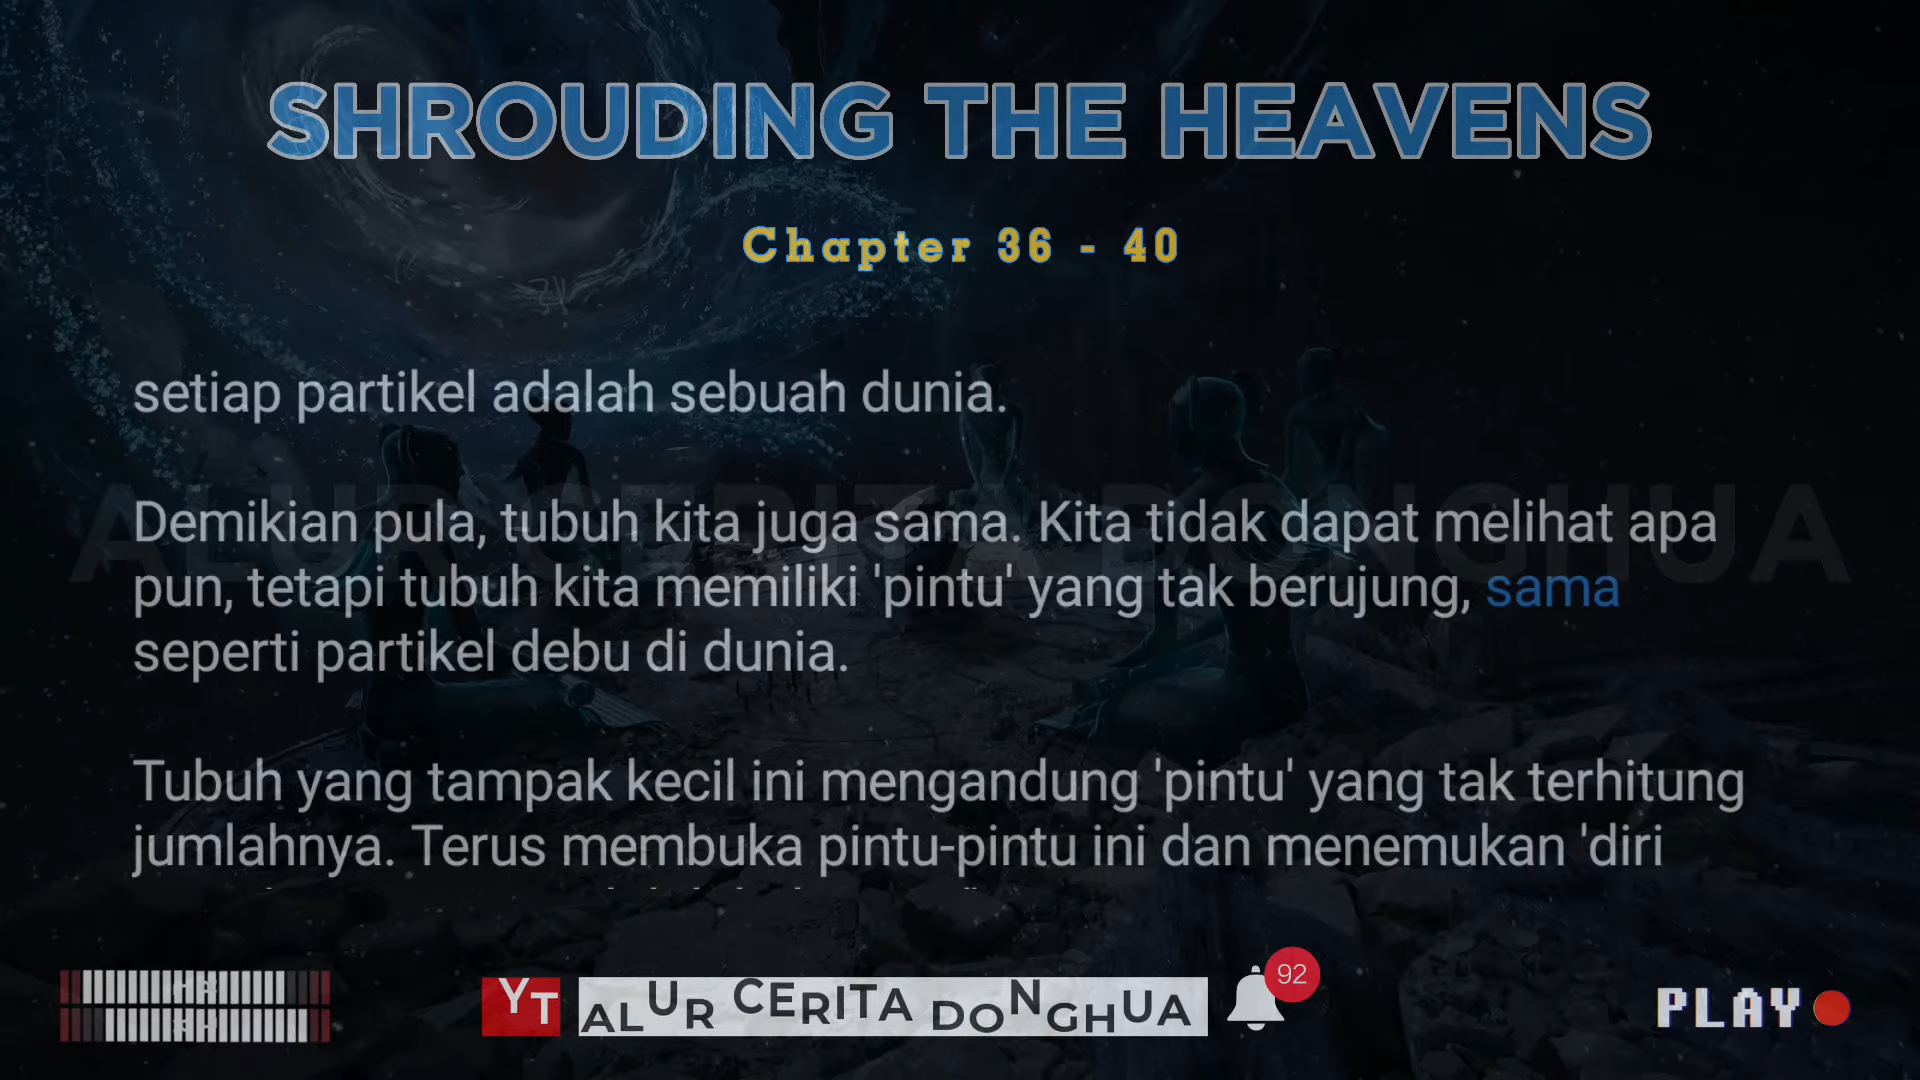 SHROUDING THE HEAVENS
Chapter 36 - 40
setiap partikel adalah sebuah dunia.
ALUR CERITA DONGHUA
Demikian pula, tubuh kita juga sama. Kita tidak dapat melihat apa
pun, tetapi tubuh kita memiliki 'pintu' yang tak berujung, sama
seperti partikel debu di dunia.
Tubuh yang tampak kecil ini mengandung 'pintu' yang tak terhitung
jumlahnya. Terus membuka pintu-pintu ini dan menemukan 'diri
YT ALUR CERITA DONGHUA
92
PLAY